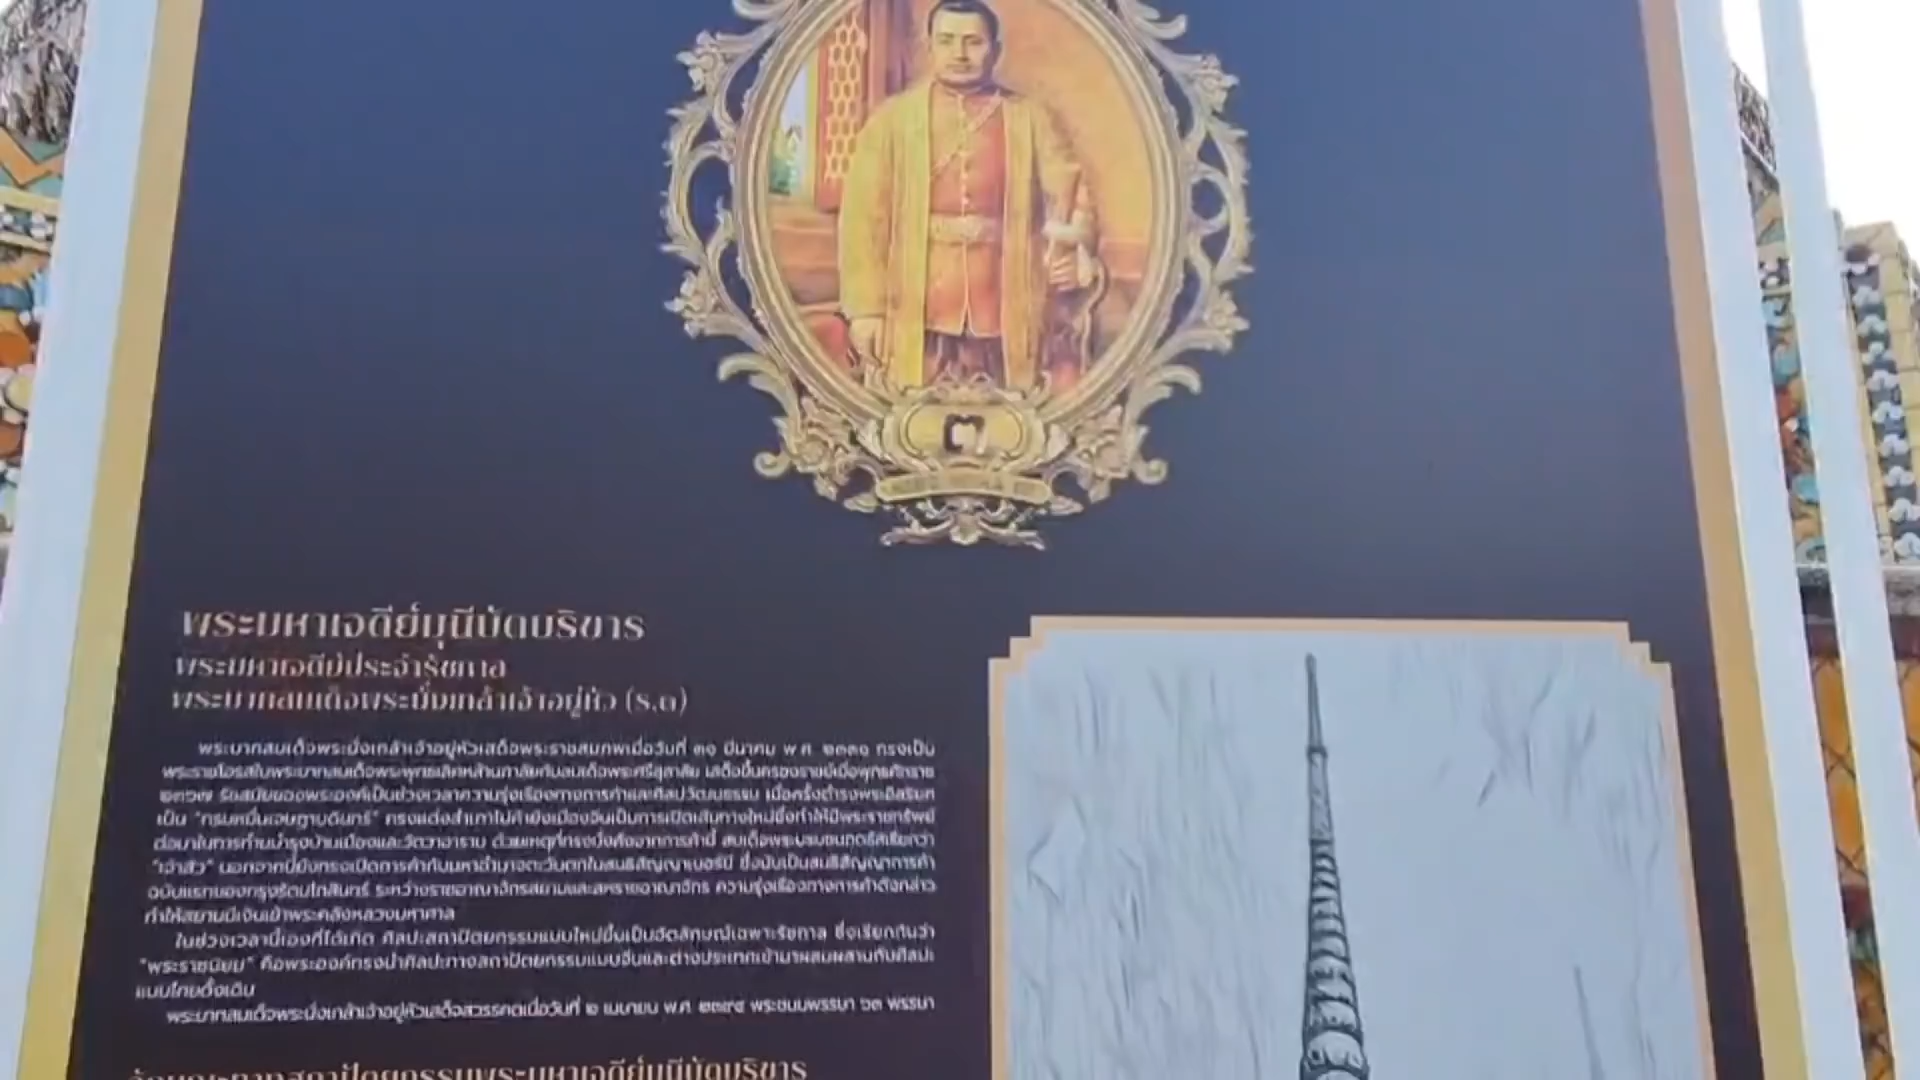 ๓
พระมหาเจดีย์มุนีบัตบริขาร
พระมหาเจดีย์ประจำรัชกาล
พระบาทสมเด็จพระนั่งเกล้าเจ้าอยู่หัว (ร.๓)
พระบาทสมเด็จพระนั่งเกล้าเจ้าอยู่หัวเสด็จพระราชสมภพเมื่อวันที่ ๓๑ มีนาคม พ.ศ. ๒๓๓๑ ทรงเป็น
พระราชโอรสในพระบาทสมเด็จพระพุทธเลิศหล้านภาลัยกับสมเด็จพระศรีสุลาลัย เสด็จขึ้นครองราชย์เมื่อพุทธศักราช
๒๓๖๗ รัชสมัยของพระองค์เป็นช่วงเวลาความรุ่งเรืองทางการค้าและศิลปวัฒนธรรม เมื่อครั้งดำรงพระอิสริยศ
เป็น "กรมหมื่นเจษฎาบดินทร์" ทรงแต่งสำเภาไปค้ายังเมืองจีนเป็นการเปิดเส้นทางใหม่ซึ่งทำให้มีพระราชทรัพย์
ต่อมาในการทำนุบำรุงบ้านเมืองและวัดวาอาราม ด้วยเหตุที่ทรงมั่งคั่งจากการค้านี้ สมเด็จพระบรมชนกาธิราชเรียกว่า
"เจ้าสัว" นอกจากนี้ยังทรงเปิดการค้ากับมหาอำนาจตะวันตกในสนธิสัญญาเบอร์นี ซึ่งนับเป็นสนธิสัญญาการค้า
ฉบับแรกของกรุงรัตนโกสินทร์ ระหว่างราชอาณาจักรสยามและสหราชอาณาจักร ความรุ่งเรืองทางการค้าดังกล่าว
ทำให้สยามมีเงินเข้าพระคลังหลวงมหาศาล
ในช่วงเวลานี้เองที่ได้เกิด ศิลปะสถาปัตยกรรมแบบใหม่ขึ้นเป็นอัตลักษณ์เฉพาะรัชกาล ซึ่งเรียกกันว่า
"พระราชนิยม" คือพระองค์ทรงนำศิลปะทางสถาปัตยกรรมแบบจีนและต่างประเทศเข้ามาผสมผสานกับศิลปะ
แบบไทยดั้งเดิม
พระบาทสมเด็จพระนั่งเกล้าเจ้าอยู่หัวเสด็จสวรรคตเมื่อวันที่ ๒ เมษายน พ.ศ. ๒๓๙๔ พระชนมพรรษา ๖๓ พรรษา
ลักษณะทางสถาปัตยกรรมพระมหาเจดีย์มุนีบัตบริขาร